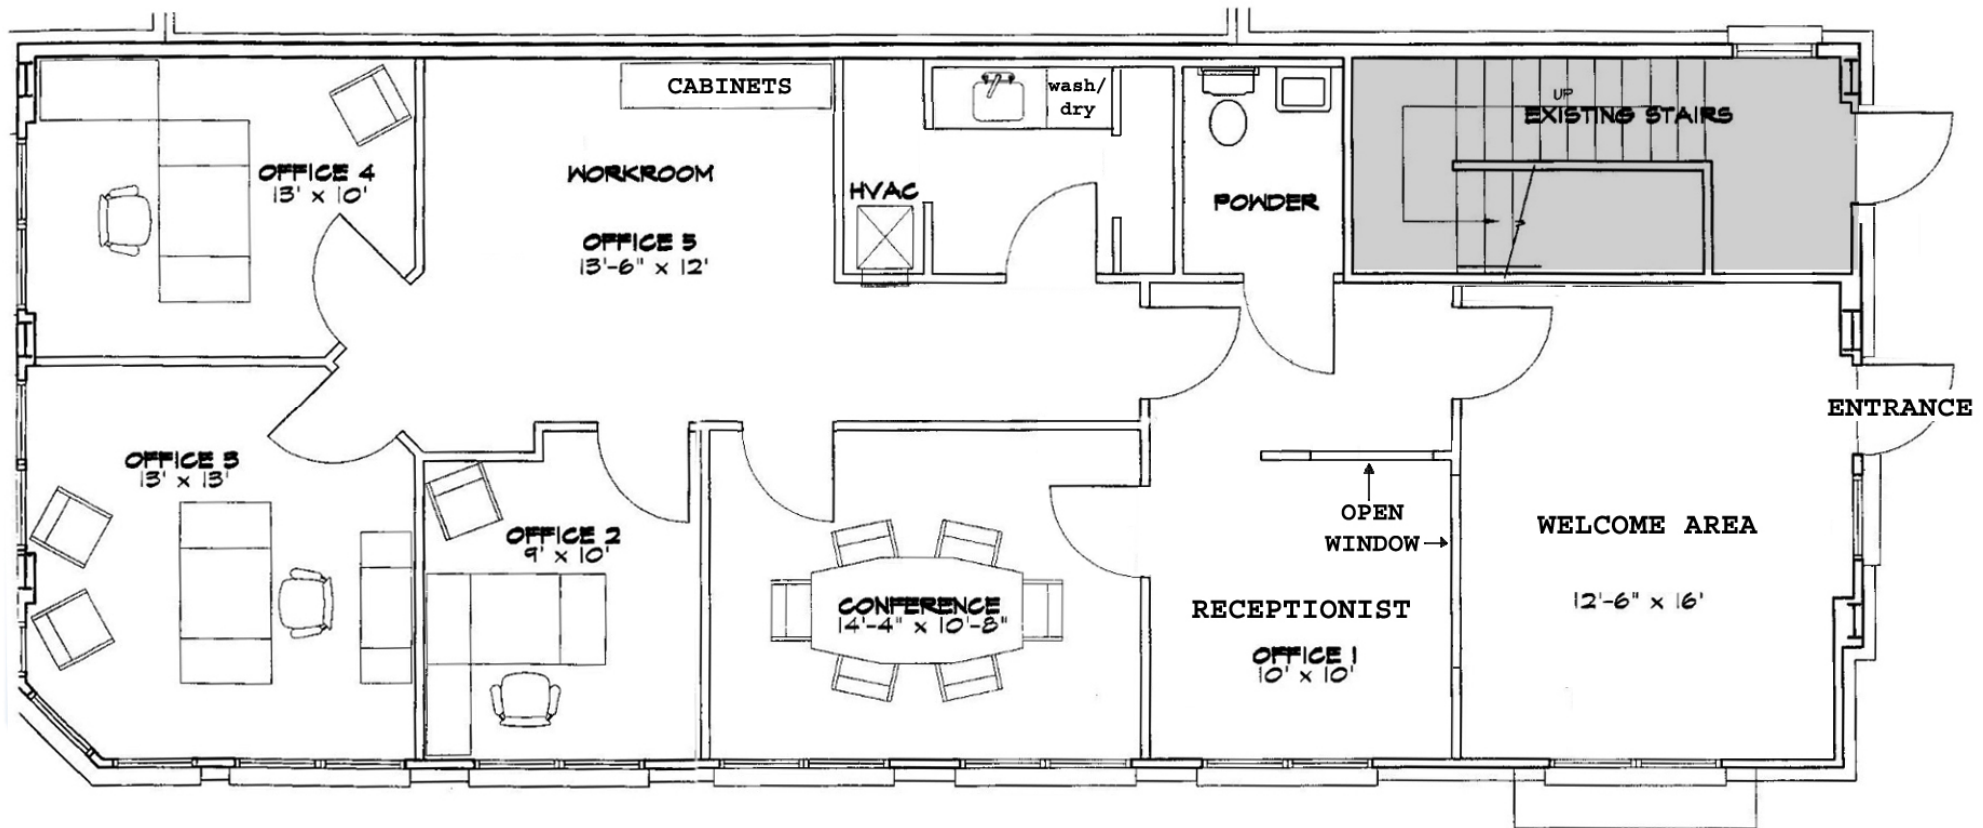 CABINETS
wash/
dry
UP
EXISTING STAIRS
OFFICE 4
13' x 10'
WORKROOM
HVAC
POWDER
OFFICE 5
13'-6" x 12'
ENTRANCE
OFFICE 3
13' x 13'
OFFICE 2
9' x 10'
OPEN
WINDOW
WELCOME AREA
12'-6" x 16'
CONFERENCE
14'-4" x 10'-8"
RECEPTIONIST
OFFICE 1
10' x 10'